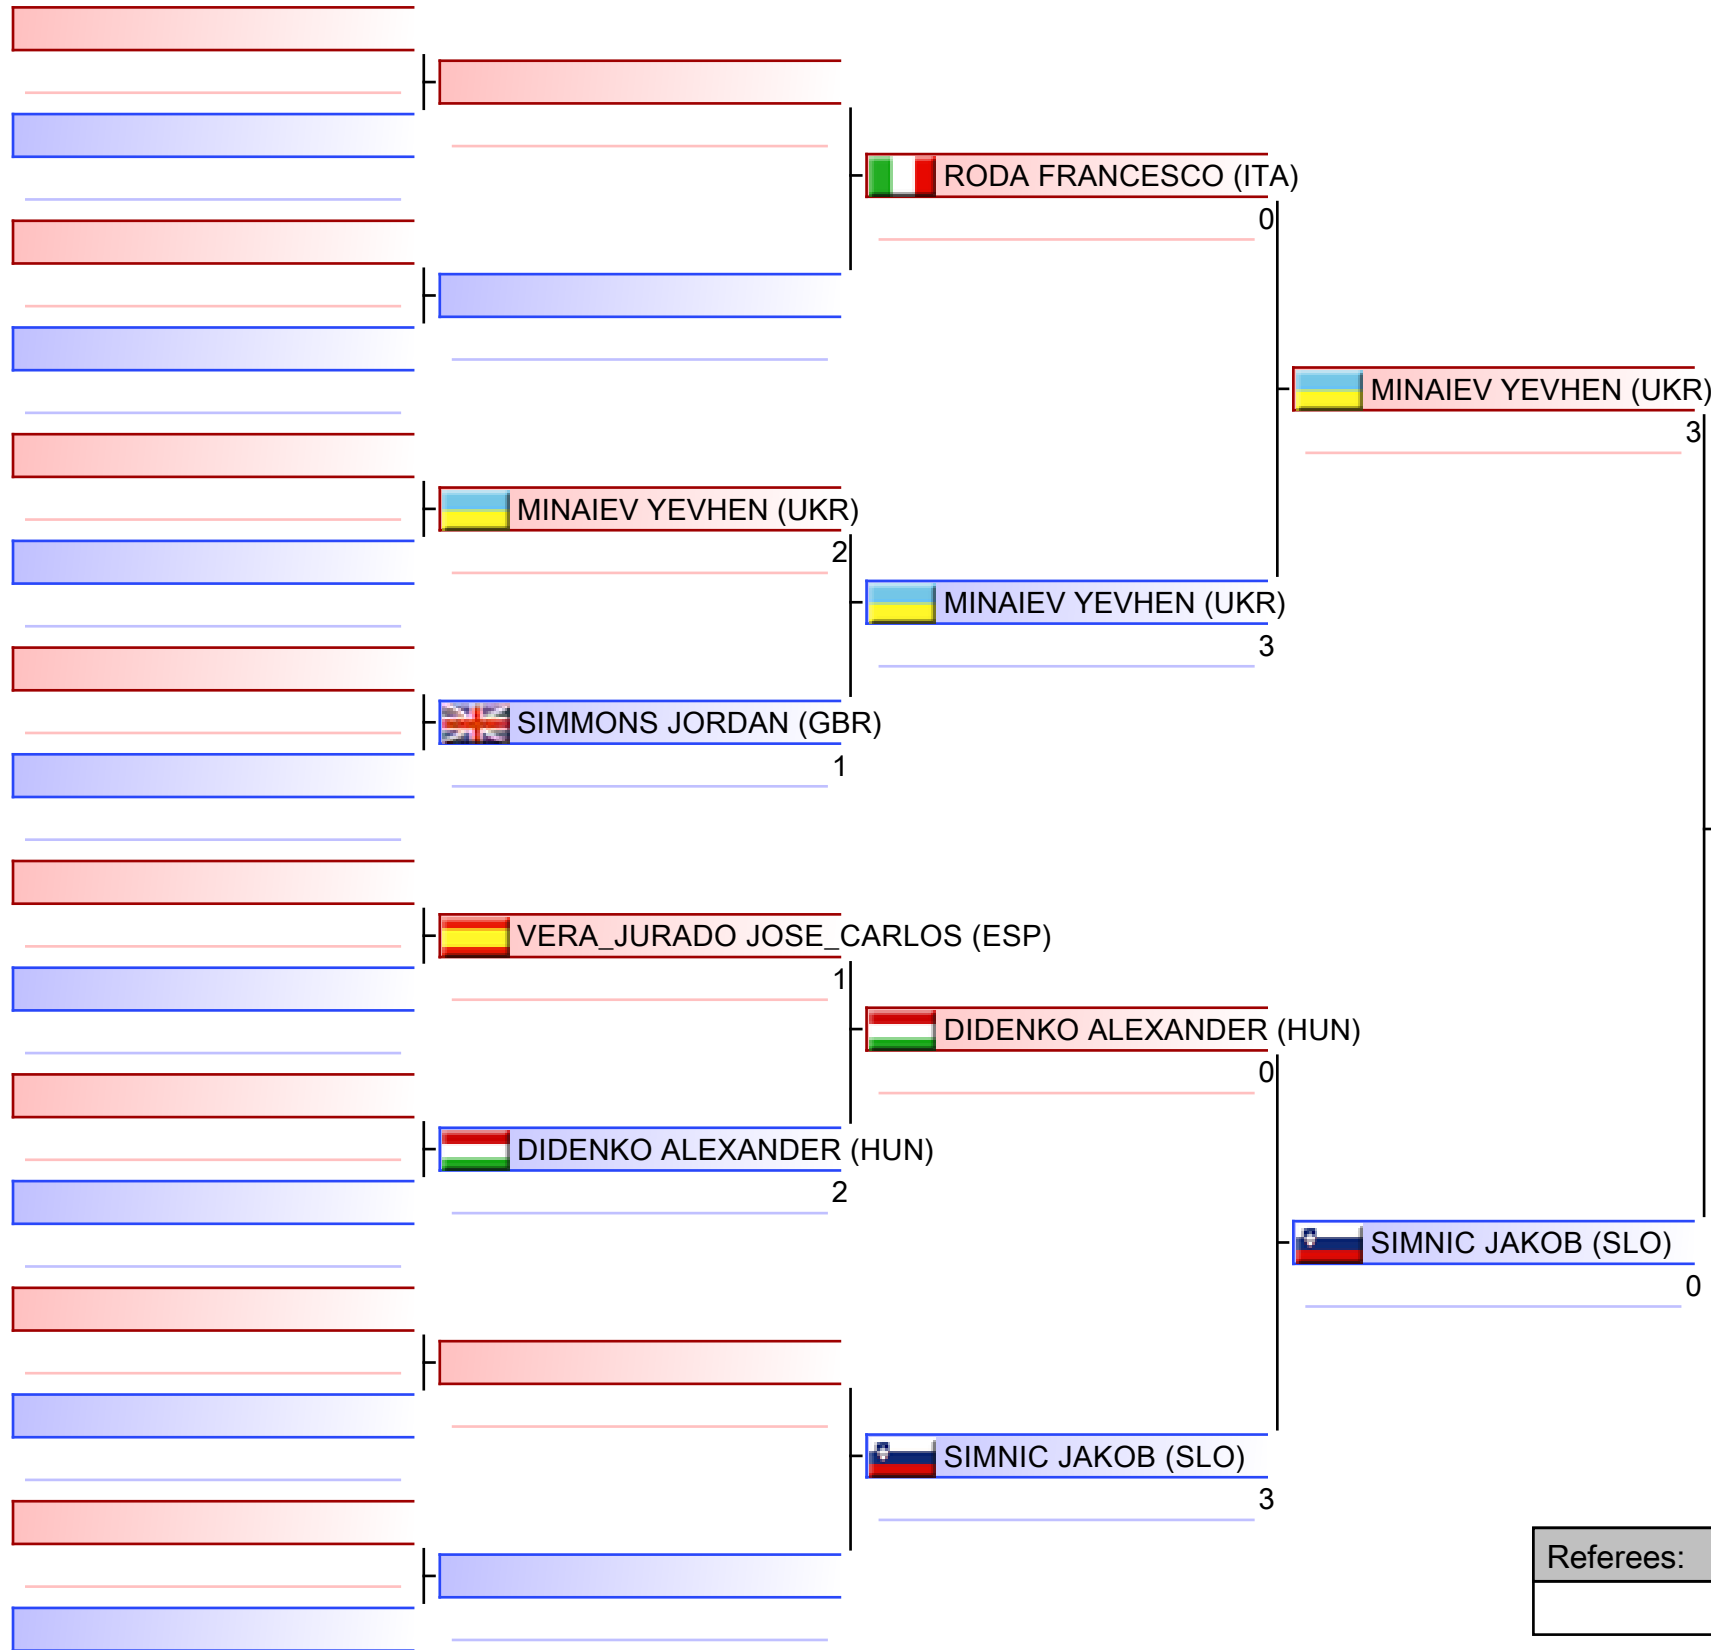 RODA FRANCESCO (ITA)
0
MINAIEV YEVHEN (UKR)
3
MINAIEV YEVHEN (UKR)
2
MINAIEV YEVHEN (UKR)
3
SIMMONS JORDAN (GBR)
1
VERA_JURADO JOSE_CARLOS (ESP)
1
DIDENKO ALEXANDER (HUN)
0
DIDENKO ALEXANDER (HUN)
2
SIMNIC JAKOB (SLO)
0
SIMNIC JAKOB (SLO)
3
Referees: